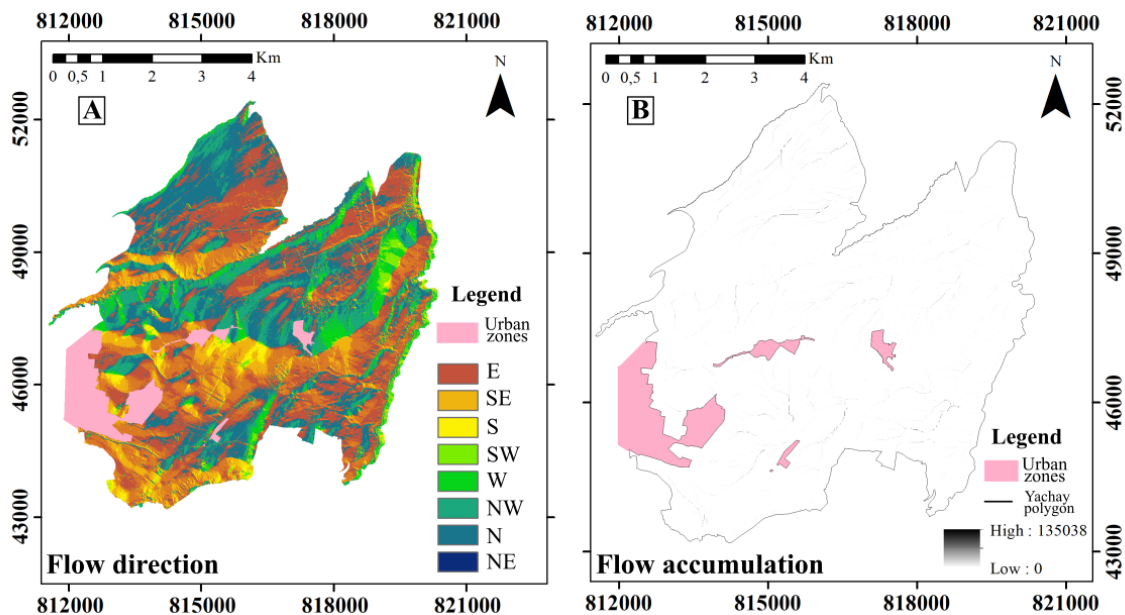 812000 815000 818000 821000
Km
0 0,5 1 2 3 4
N
A
52000
49000
46000
43000
Legend
Urban
zones
E
SE
S
SW
W
NW
N
NE
Flow direction
812000 815000 818000 821000
812000 815000 818000 821000
Km
0 0,5 1 2 3 4
N
B
52000
49000
46000
43000
Legend
Urban
zones
Yachay
polygon
High : 135038
Low : 0
Flow accumulation
812000 815000 818000 821000